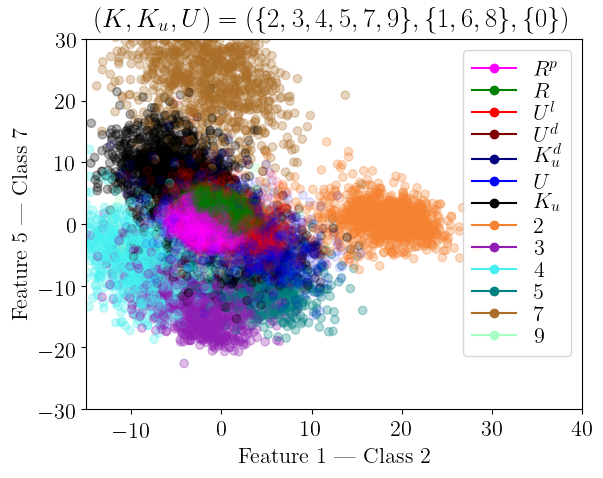 (K, K_u, U) = ({2, 3, 4, 5, 7, 9}, {1, 6, 8}, {0})
30
20
10
0
−10
−20
−30
Feature 5 — Class 7
R^p
R
U^l
U^d
K_u^d
U
K_u
2
3
4
5
7
9
−10 0 10 20 30 40
Feature 1 — Class 2